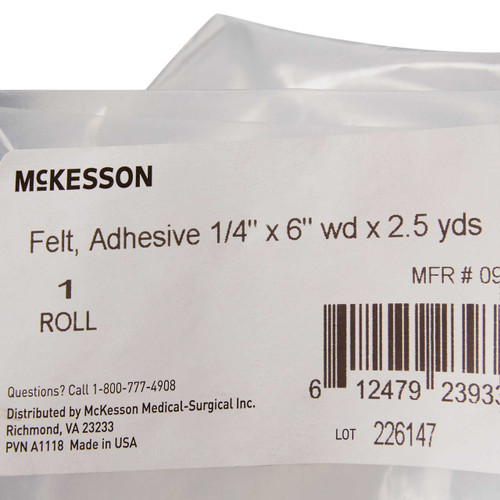 McKESSON
Felt, Adhesive 1/4" x 6" wd x 2.5 yds
MFR # 09
1
ROLL
6 12479 23933
Questions? Call 1-800-777-4908
Distributed by McKesson Medical-Surgical Inc.
Richmond, VA 23233
PVN A1118 Made in USA
LOT 226147